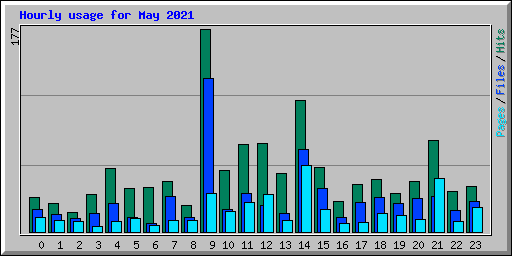 Hourly usage for May 2021
177
Pages / Files / Hits
0 1 2 3 4 5 6 7 8 9 10 11 12 13 14 15 16 17 18 19 20 21 22 23